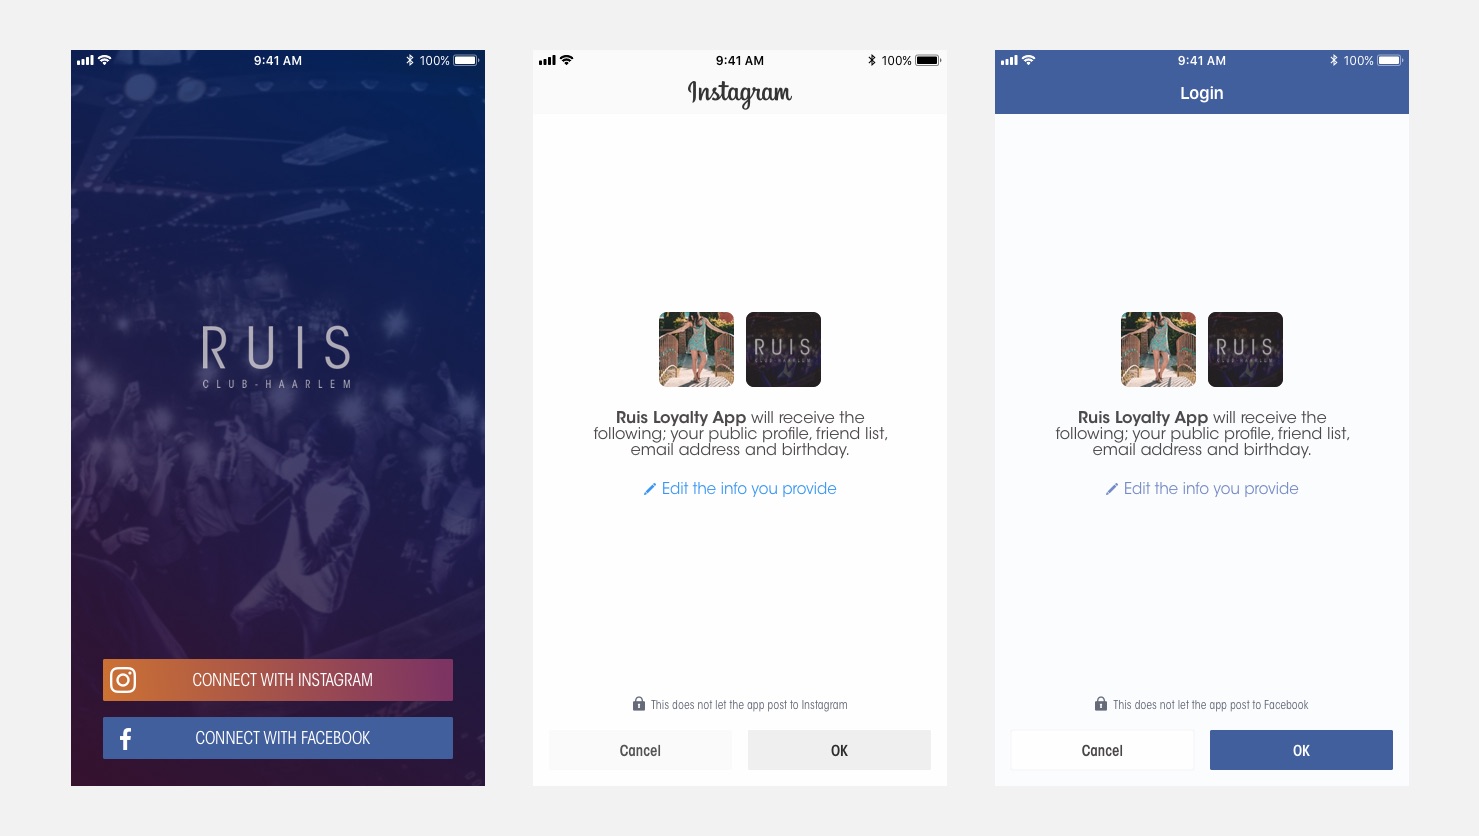 9:41 AM
100%
RUIS
CLUB-HAARLEM
CONNECT WITH INSTAGRAM
CONNECT WITH FACEBOOK
9:41 AM
100%
Instagram
RUIS
CLUB-HAARLEM
Ruis Loyalty App will receive the
following; your public profile, friend list,
email address and birthday.
Edit the info you provide
This does not let the app post to Instagram
Cancel
OK
9:41 AM
100%
Login
RUIS
CLUB-HAARLEM
Ruis Loyalty App will receive the
following; your public profile, friend list,
email address and birthday.
Edit the info you provide
This does not let the app post to Facebook
Cancel
OK